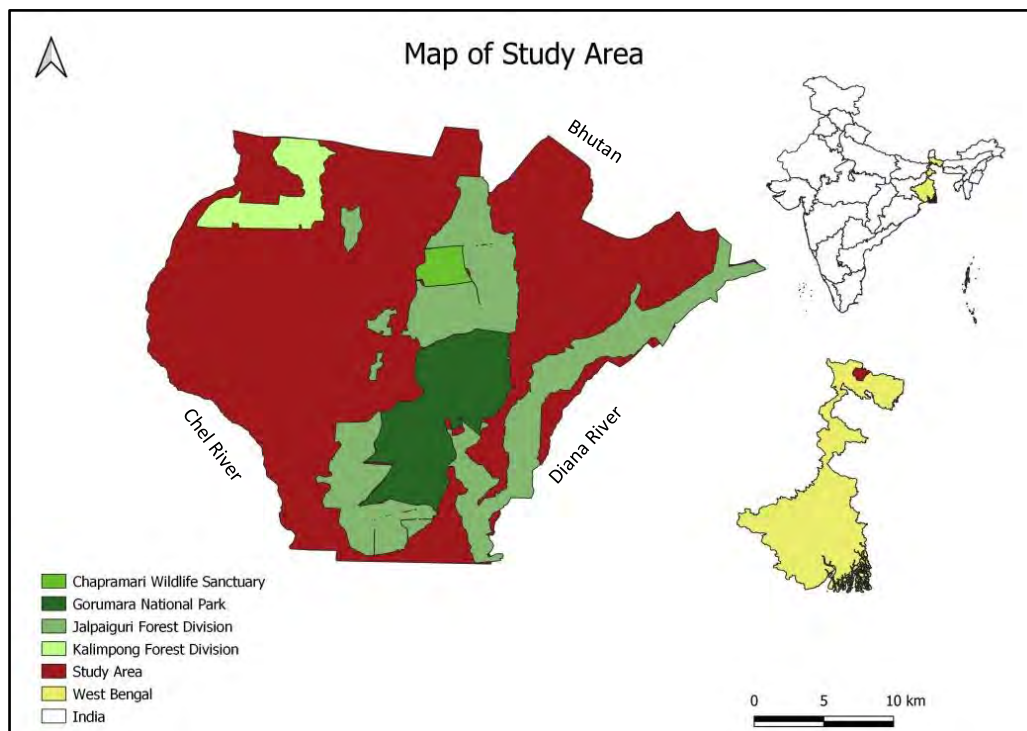 Map of Study Area
Bhutan
Chel River
Diana River
Chapramari Wildlife Sanctuary
Gorumara National Park
Jalpaiguri Forest Division
Kalimpong Forest Division
Study Area
West Bengal
India
0 5 10 km